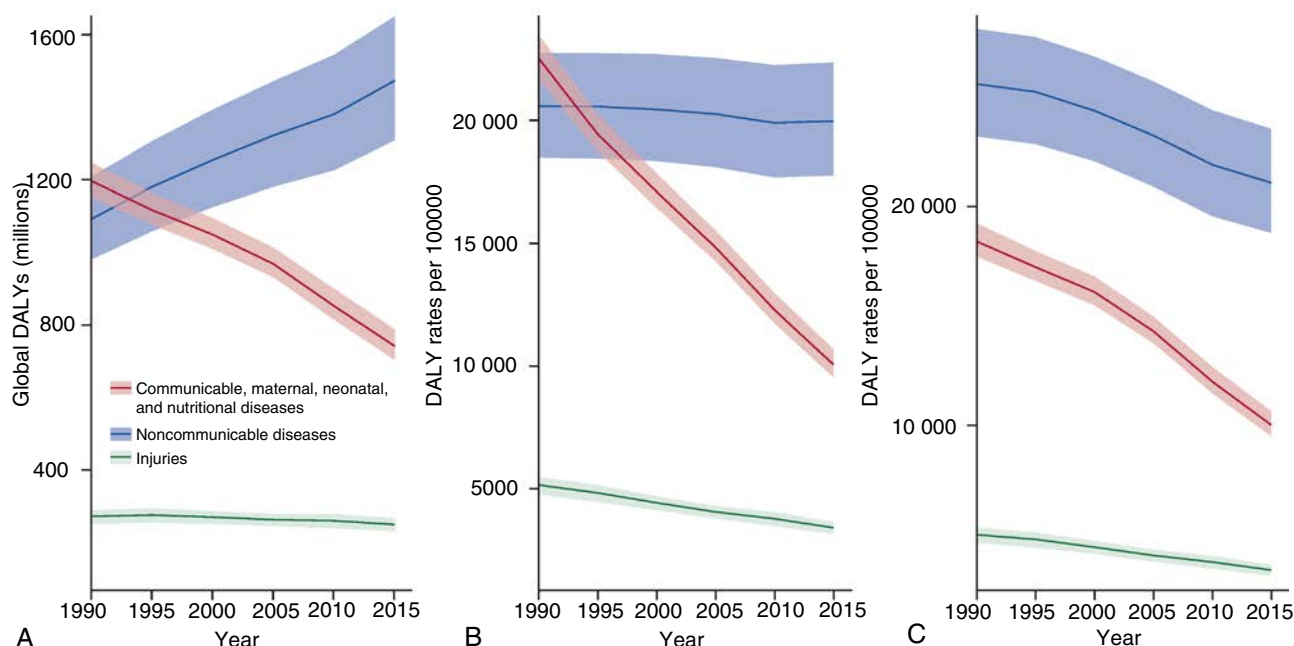 Global DALYs (millions)
1600
1200
800
400
Communicable, maternal, neonatal,
and nutritional diseases
Noncommunicable diseases
Injuries
1990 1995 2000 2005 2010 2015
Year
A
DALY rates per 100000
20 000
15 000
10 000
5000
1990 1995 2000 2005 2010 2015
Year
B
DALY rates per 100000
20 000
10 000
1990 1995 2000 2005 2010 2015
Year
C